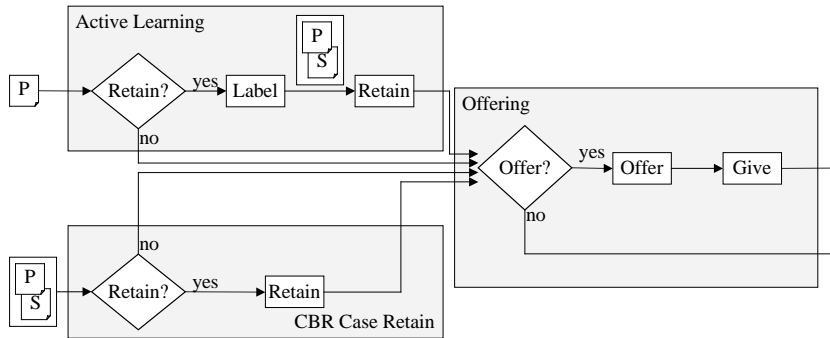 Active Learning
P
S
P
Retain?
yes
Label
Retain
no
Offering
Offer?
yes
Offer
Give
no
no
P
S
Retain?
yes
Retain
CBR Case Retain